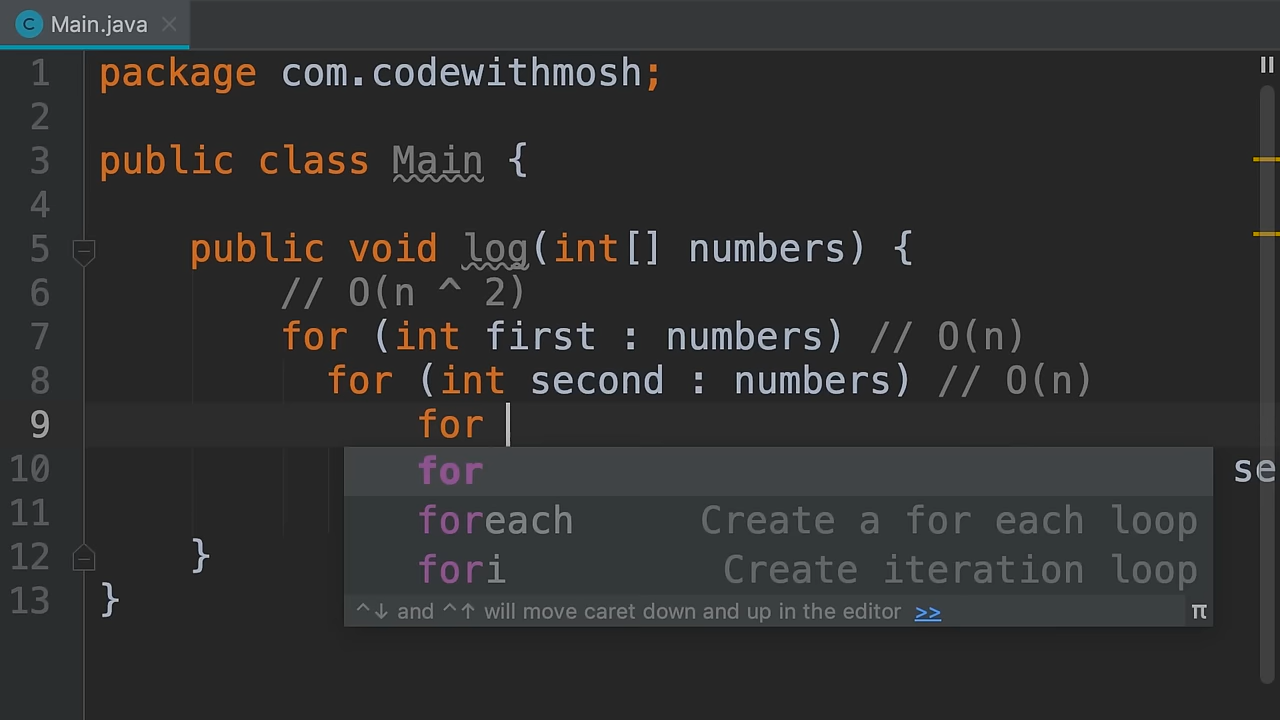 Main.java
1 package com.codewithmosh;
2
3 public class Main {
4
5 public void log(int[] numbers) {
6 // O(n ^ 2)
7 for (int first : numbers) // O(n)
8 for (int second : numbers) // O(n)
9 for
10 for se
foreach Create a for each loop
11
fori Create iteration loop
12 }
13 }
^↓ and ^↑ will move caret down and up in the editor >> π